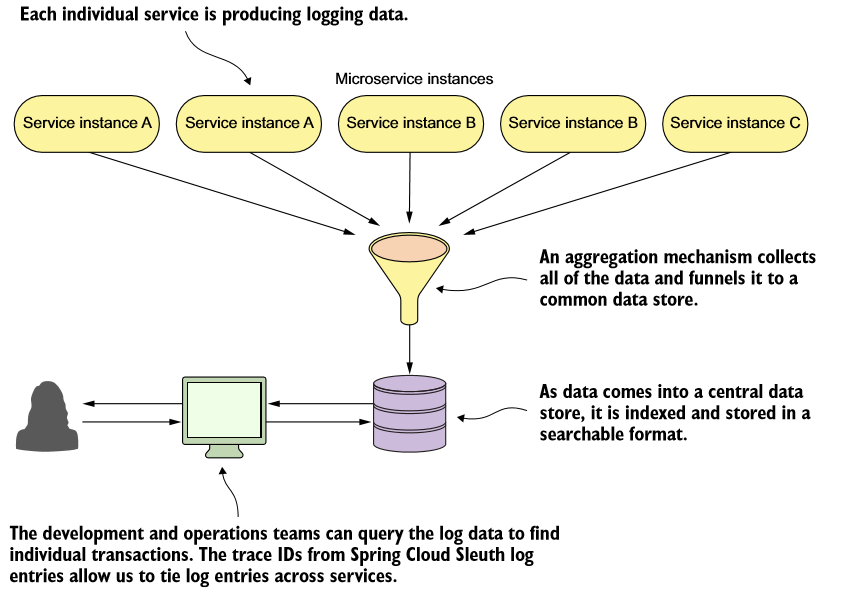 Each individual service is producing logging data.
Microservice instances
Service instance A
Service instance A
Service instance B
Service instance B
Service instance C
An aggregation mechanism collects
all of the data and funnels it to a
common data store.
As data comes into a central data
store, it is indexed and stored in a
searchable format.
The development and operations teams can query the log data to find
individual transactions. The trace IDs from Spring Cloud Sleuth log
entries allow us to tie log entries across services.